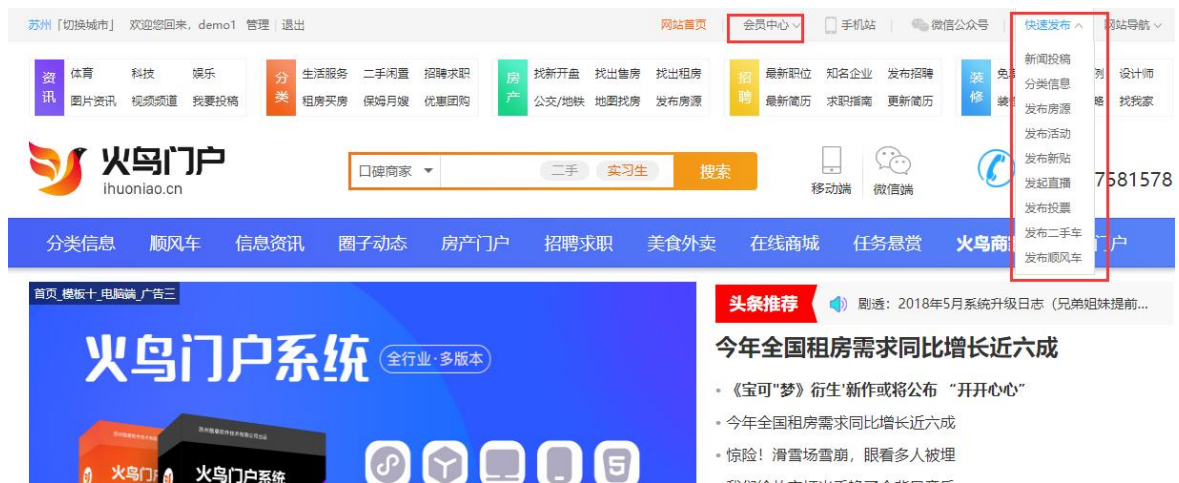 苏州「切换城市」 欢迎您回来，demo1 管理 | 退出
网站首页 会员中心 手机站 微信公众号 快速发布 网站导航
新闻投稿
分类信息
发布房源
发布活动
发布新贴
发起直播
发布投票
发布二手车
发布顺风车
资讯 体育 科技 娱乐
图片资讯 视频频道 我要投稿
分类 生活服务 二手闲置 招聘求职
租房买房 保姆月嫂 优惠团购
房产 找新开盘 找出售房 找出租房
公交/地铁 地图找房 发布房源
招聘 最新职位 知名企业 发布招聘
最新简历 求职指南 更新简历
装修 设计师
找我家
火鸟门户
ihuoniao.cn
口碑商家 二手 实习生 搜索
移动端 微信端
7581578
分类信息 顺风车 信息资讯 圈子动态 房产门户 招聘求职 美食外卖 在线商城 任务悬赏 火鸟商
首页_模板十_电脑端_广告三
火鸟门户系统 全行业·多版本
火鸟门户系统
头条推荐 剧透：2018年5月系统升级日志（兄弟姐妹提前...
今年全国租房需求同比增长近六成
《宝可"梦》衍生'新作或将公布 “开开心心”
今年全国租房需求同比增长近六成
惊险！滑雪场雪崩，眼看多人被埋